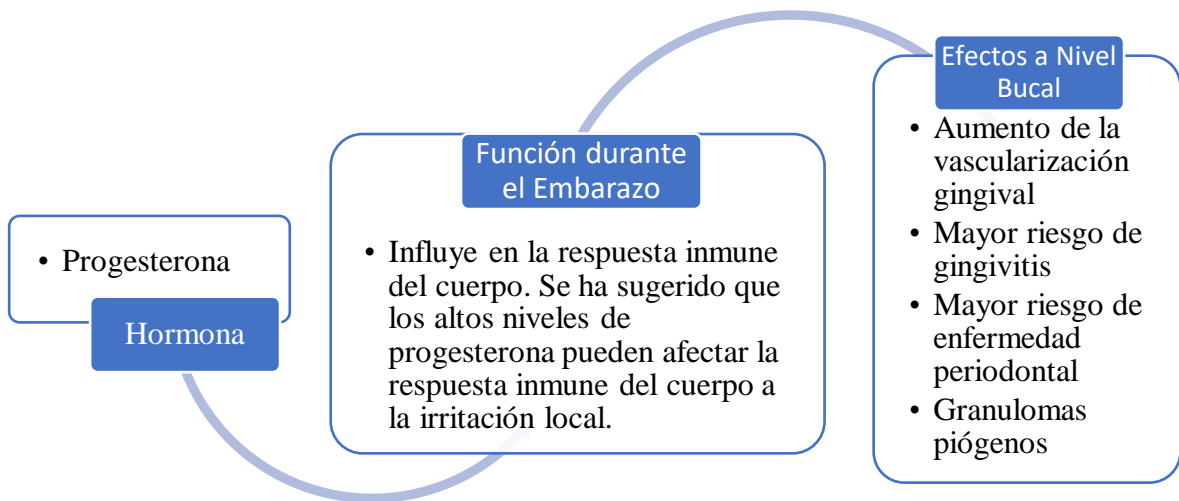 • Progesterona
Hormona
Función durante
el Embarazo
• Influye en la respuesta inmune
del cuerpo. Se ha sugerido que
los altos niveles de
progesterona pueden afectar la
respuesta inmune del cuerpo a
la irritación local.
Efectos a Nivel
Bucal
• Aumento de la
vascularización
gingival
• Mayor riesgo de
gingivitis
• Mayor riesgo de
enfermedad
periodontal
• Granulomas
piógenos